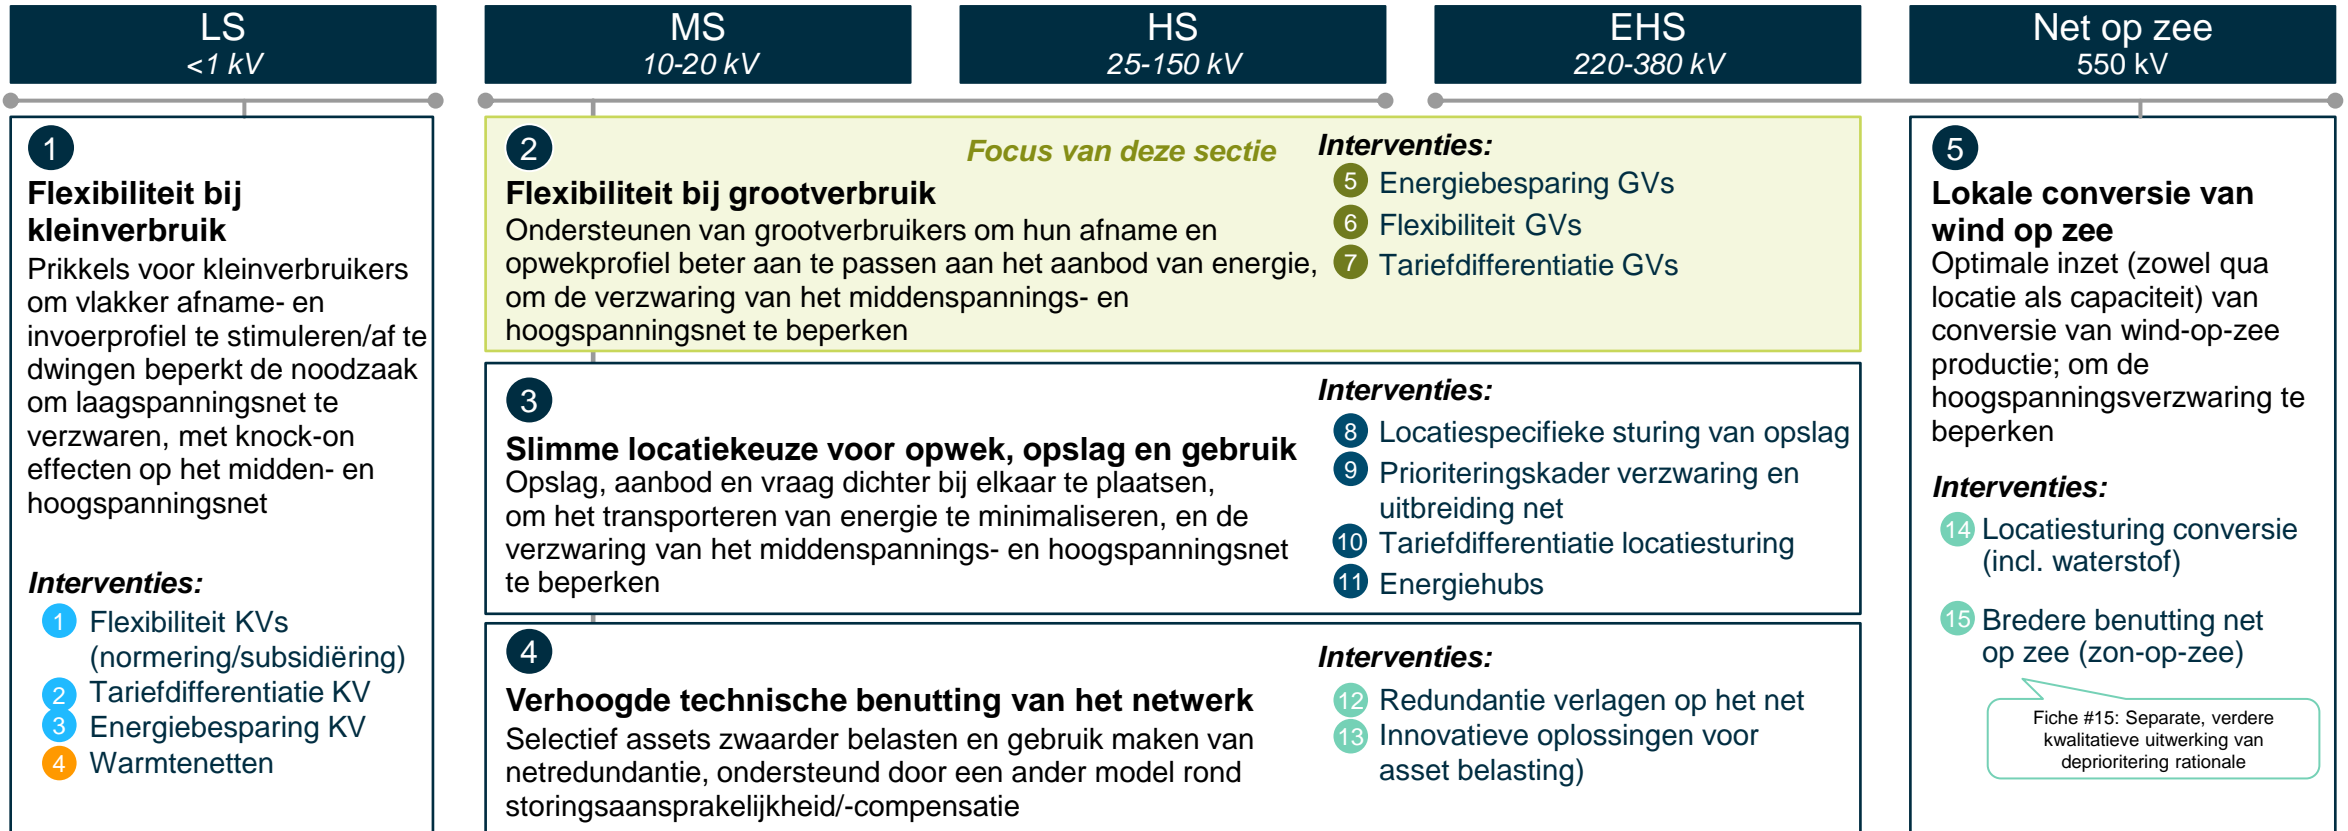 LS
<1 kV
MS
10-20 kV
HS
25-150 kV
EHS
220-380 kV
Net op zee
550 kV
1
Flexibiliteit bij
kleinverbruik
Prikkels voor kleinverbruikers
om vlakker afname- en
invoerprofiel te stimuleren/af te
dwingen beperkt de noodzaak
om laagspanningsnet te
verzwaren, met knock-on
effecten op het midden- en
hoogspanningsnet
Interventies:
1 Flexibiliteit KVs
(normering/subsidiëring)
2 Tariefdifferentiatie KV
3 Energiebesparing KV
4 Warmtenetten
2
Focus van deze sectie
Flexibiliteit bij grootverbruik
Ondersteunen van grootverbruikers om hun afname en
opwekprofiel beter aan te passen aan het aanbod van energie,
om de verzwaring van het middenspannings- en
hoogspanningsnet te beperken
Interventies:
5 Energiebesparing GVs
6 Flexibiliteit GVs
7 Tariefdifferentiatie GVs
3
Slimme locatiekeuze voor opwek, opslag en gebruik
Opslag, aanbod en vraag dichter bij elkaar te plaatsen,
om het transporteren van energie te minimaliseren, en de
verzwaring van het middenspannings- en hoogspanningsnet
te beperken
Interventies:
8 Locatiespecifieke sturing van opslag
9 Prioriteringskader verzwaring en
uitbreiding net
10 Tariefdifferentiatie locatiesturing
11 Energiehubs
4
Verhoogde technische benutting van het netwerk
Selectief assets zwaarder belasten en gebruik maken van
netredundantie, ondersteund door een ander model rond
storingsaansprakelijkheid/-compensatie
Interventies:
12 Redundantie verlagen op het net
13 Innovatieve oplossingen voor
asset belasting)
5
Lokale conversie van
wind op zee
Optimale inzet (zowel qua
locatie als capaciteit) van
conversie van wind-op-zee
productie; om de
hoogspanningsverzwaring te
beperken
Interventies:
14 Locatiesturing conversie
(incl. waterstof)
15 Bredere benutting net
op zee (zon-op-zee)
Fiche #15: Separate, verdere
kwalitatieve uitwerking van
deprioritering rationale